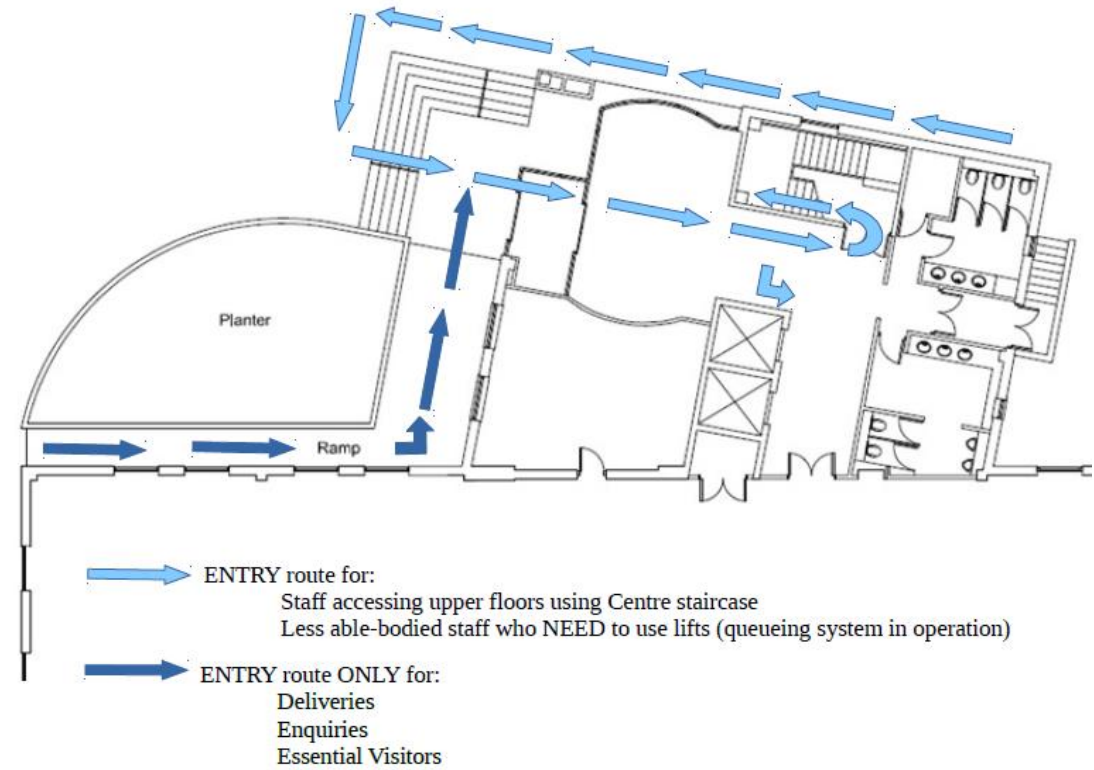 Planter
Ramp
ENTRY route for:
Staff accessing upper floors using Centre staircase
Less able-bodied staff who NEED to use lifts (queueing system in operation)
ENTRY route ONLY for:
Deliveries
Enquiries
Essential Visitors